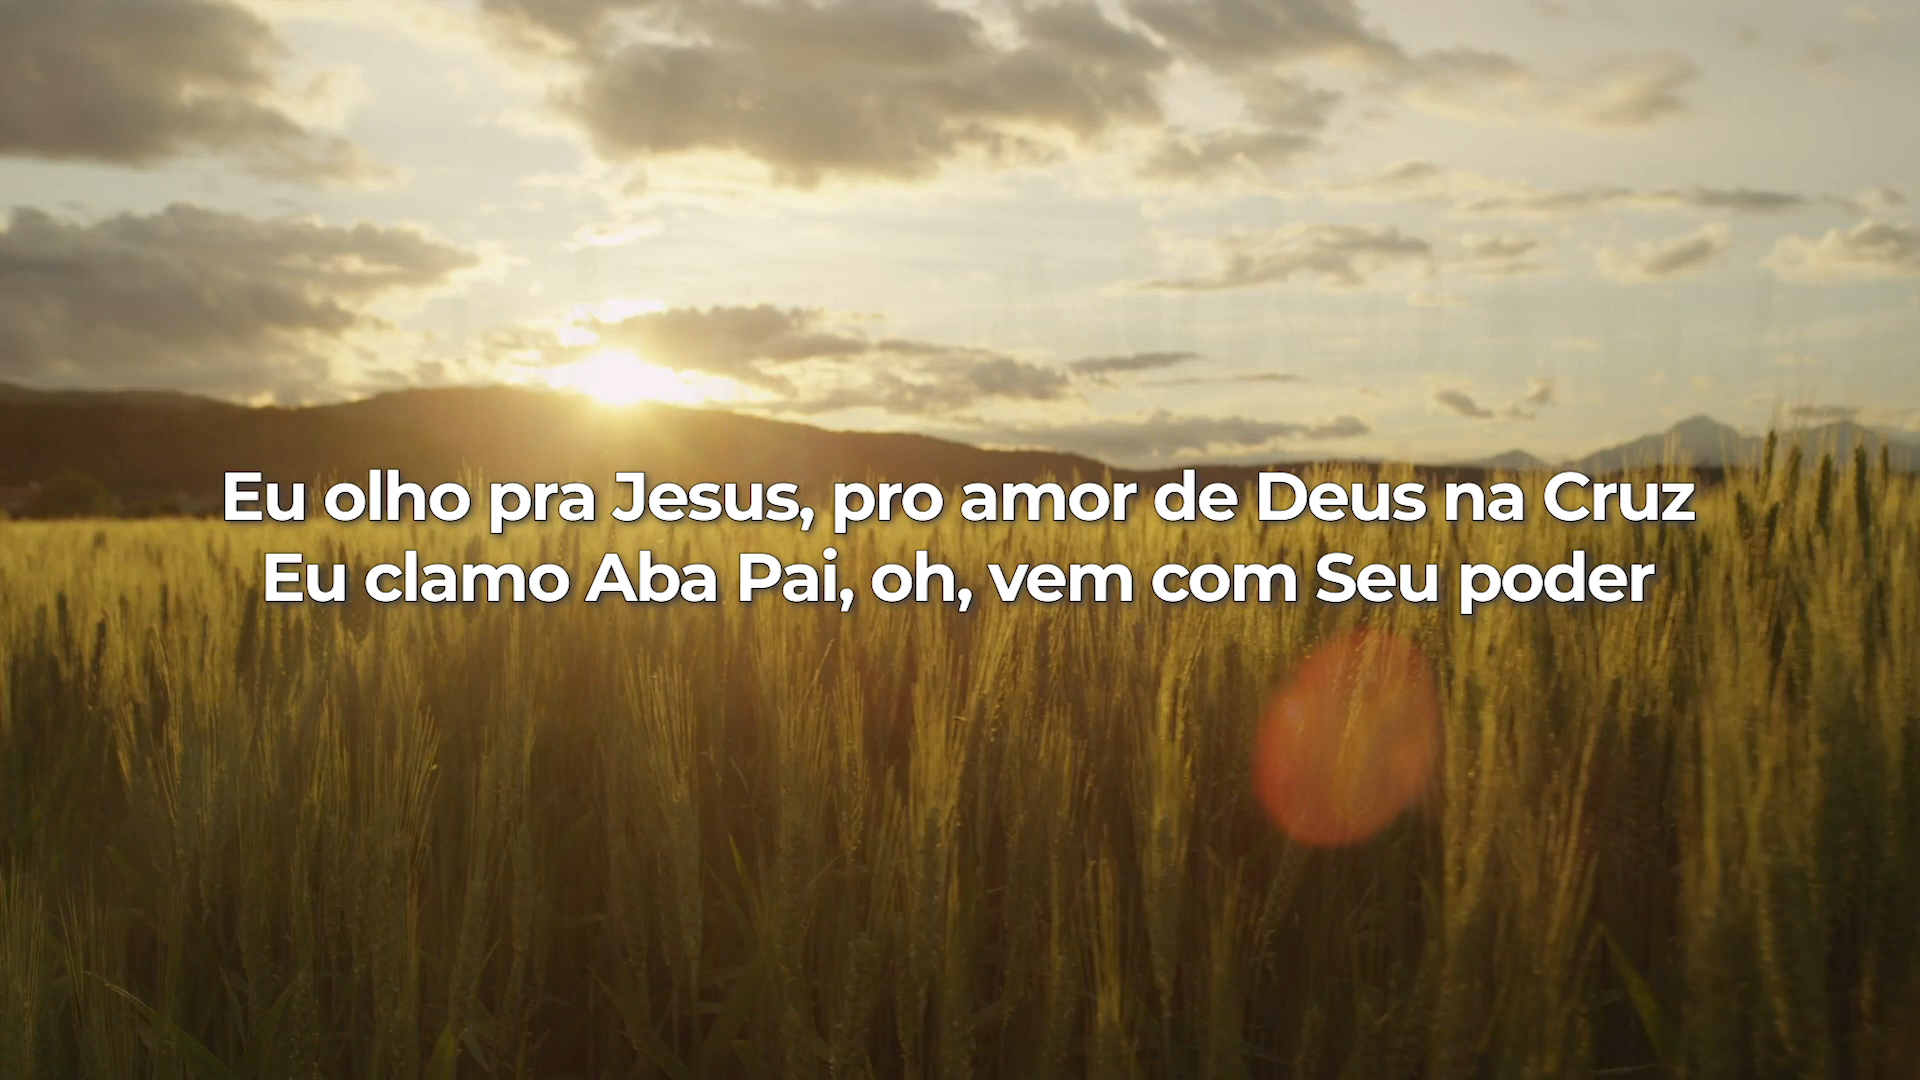 Eu olho pra Jesus, pro amor de Deus na Cruz
Eu clamo Aba Pai, oh, vem com Seu poder